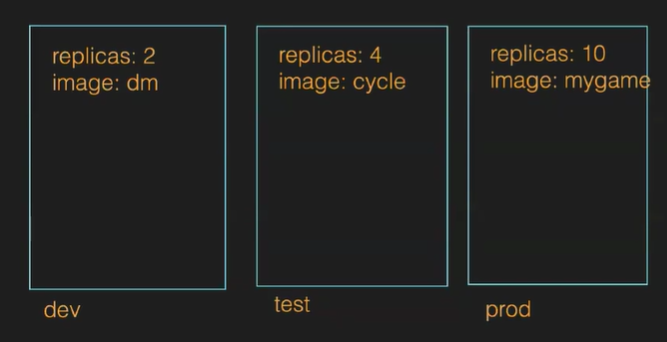 replicas: 2
image: dm
dev
replicas: 4
image: cycle
test
replicas: 10
image: mygame
prod